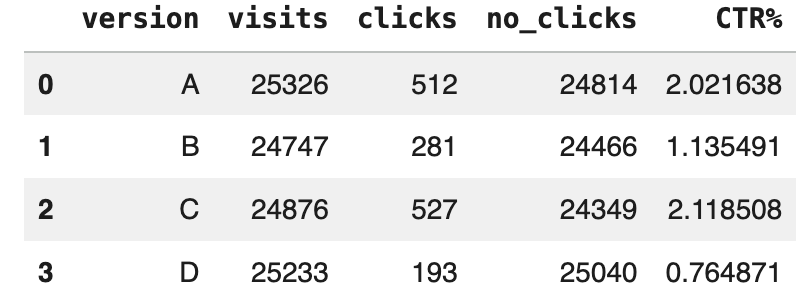 version visits clicks no_clicks CTR%
0 A 25326 512 24814 2.021638
1 B 24747 281 24466 1.135491
2 C 24876 527 24349 2.118508
3 D 25233 193 25040 0.764871